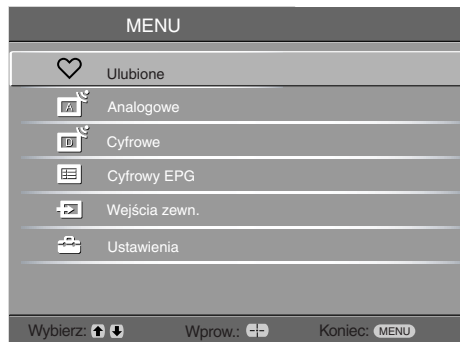 MENU
Ulubione
A Analogowe
D Cyfrowe
Cyfrowy EPG
Wejścia zewn.
Ustawienia
Wybierz: Wprow.: Koniec: MENU